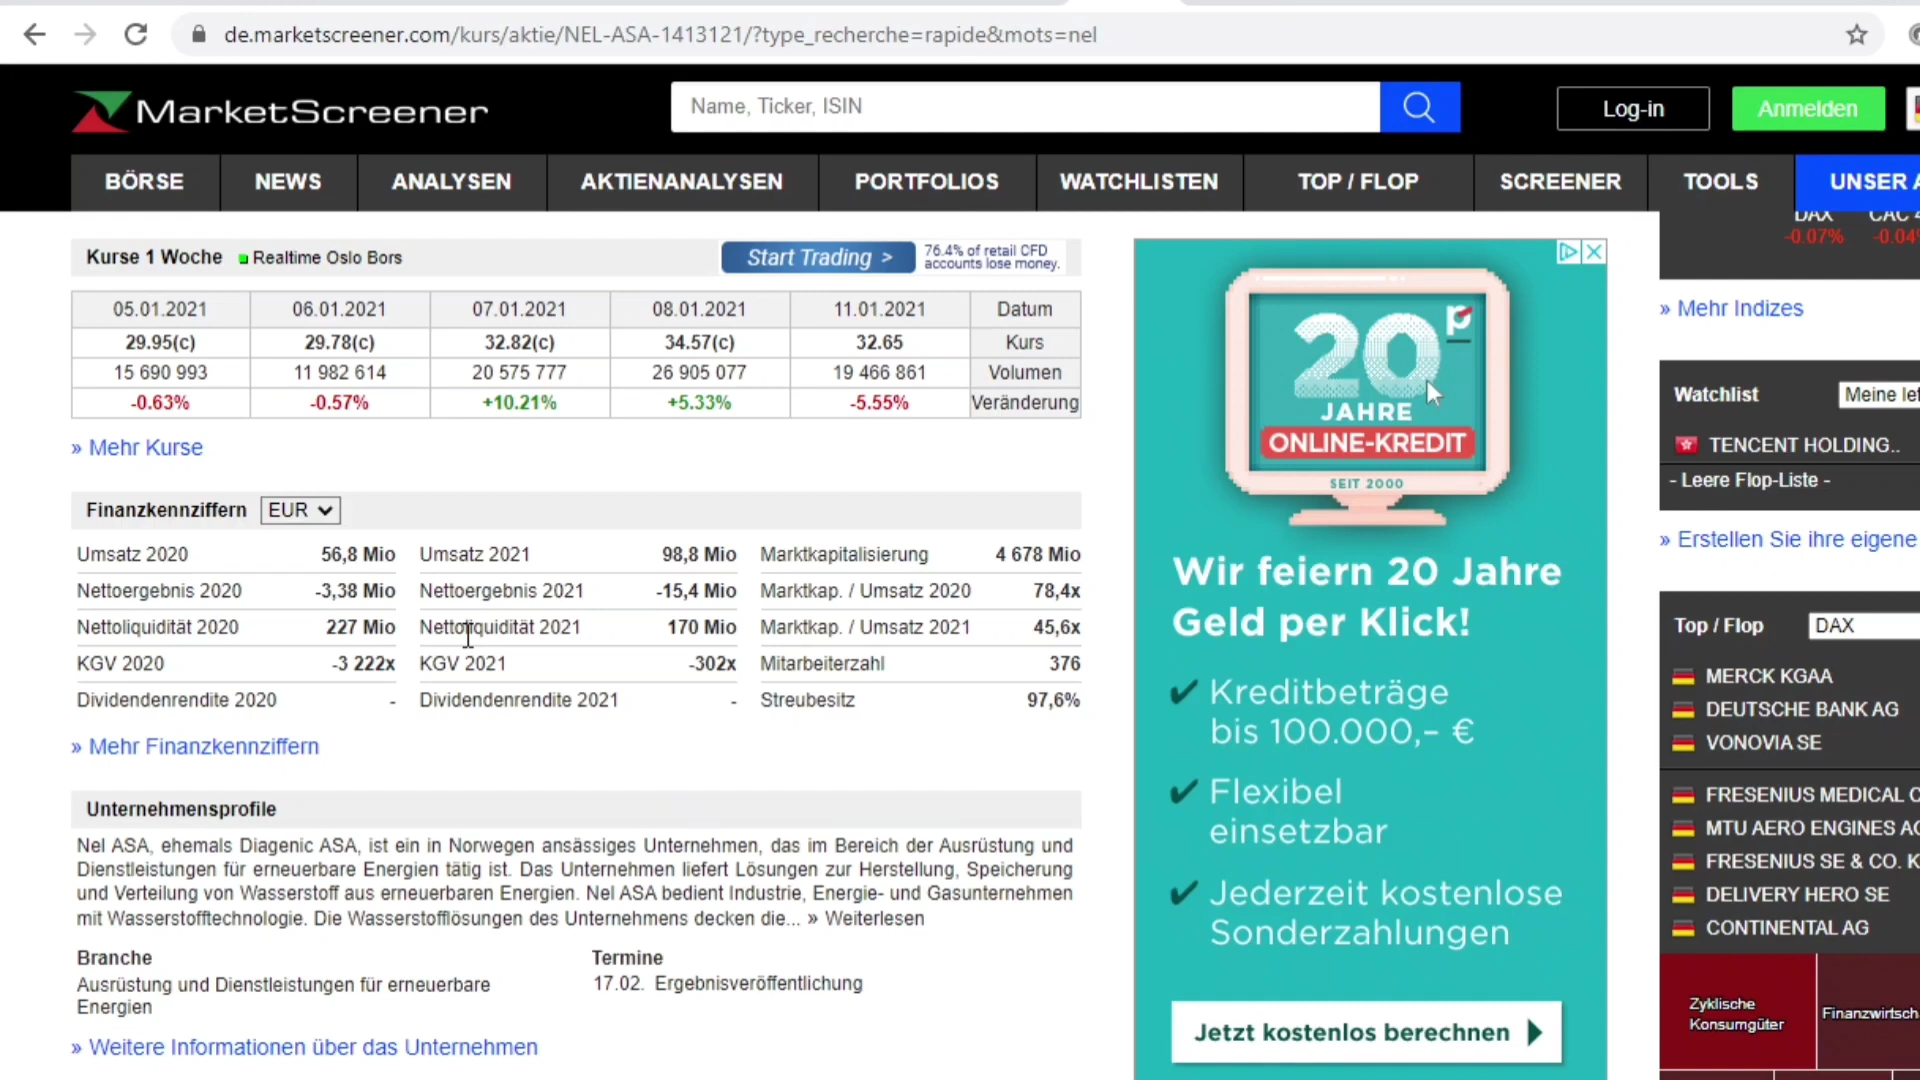 de.marketscreener.com/kurs/aktie/NEL-ASA-1413121/?type_recherche=rapide&mots=nel
MarketScreener
Name, Ticker, ISIN
Log-in
Anmelden
BÖRSE NEWS ANALYSEN AKTIENANALYSEN PORTFOLIOS WATCHLISTEN TOP / FLOP SCREENER TOOLS UNSER A
Kurse 1 Woche Realtime Oslo Bors
Start Trading >
76.4% of retail CFD
accounts lose money.
05.01.2021 06.01.2021 07.01.2021 08.01.2021 11.01.2021 Datum
29.95(c) 29.78(c) 32.82(c) 34.57(c) 32.65 Kurs
15 690 993 11 982 614 20 575 777 26 905 077 19 466 861 Volumen
-0.63% -0.57% +10.21% +5.33% -5.55% Veränderung
» Mehr Kurse
Finanzkennziffern EUR
Umsatz 2020 56,8 Mio Umsatz 2021 98,8 Mio Marktkapitalisierung 4 678 Mio
Nettoergebnis 2020 -3,38 Mio Nettoergebnis 2021 -15,4 Mio Marktkap. / Umsatz 2020 78,4x
Nettoliquidität 2020 227 Mio Nettoliquidität 2021 170 Mio Marktkap. / Umsatz 2021 45,6x
KGV 2020 -3 222x KGV 2021 -302x Mitarbeiterzahl 376
Dividendenrendite 2020 - Dividendenrendite 2021 - Streubesitz 97,6%
» Mehr Finanzkennziffern
Unternehmensprofile
Nel ASA, ehemals Diagenic ASA, ist ein in Norwegen ansässiges Unternehmen, das im Bereich der Ausrüstung und
Dienstleistungen für erneuerbare Energien tätig ist. Das Unternehmen liefert Lösungen zur Herstellung, Speicherung
und Verteilung von Wasserstoff aus erneuerbaren Energien. Nel ASA bedient Industrie, Energie- und Gasunternehmen
mit Wasserstofftechnologie. Die Wasserstofflösungen des Unternehmens decken die... » Weiterlesen
Branche
Ausrüstung und Dienstleistungen für erneuerbare
Energien
Termine
17.02. Ergebnisveröffentlichung
» Weitere Informationen über das Unternehmen
20
JAHRE
ONLINE-KREDIT
SEIT 2000
Wir feiern 20 Jahre
Geld per Klick!
✔ Kreditbeträge
bis 100.000,– €
✔ Flexibel
einsetzbar
✔ Jederzeit kostenlose
Sonderzahlungen
Jetzt kostenlos berechnen
DAX CAC 4
-0.07% -0.04
» Mehr Indizes
Watchlist Meine let
TENCENT HOLDING..
- Leere Flop-Liste -
» Erstellen Sie ihre eigene
Top / Flop DAX
MERCK KGAA
DEUTSCHE BANK AG
VONOVIA SE
FRESENIUS MEDICAL C
MTU AERO ENGINES AG
FRESENIUS SE & CO. K
DELIVERY HERO SE
CONTINENTAL AG
Zyklische
Konsumgüter
Finanzwirtsch